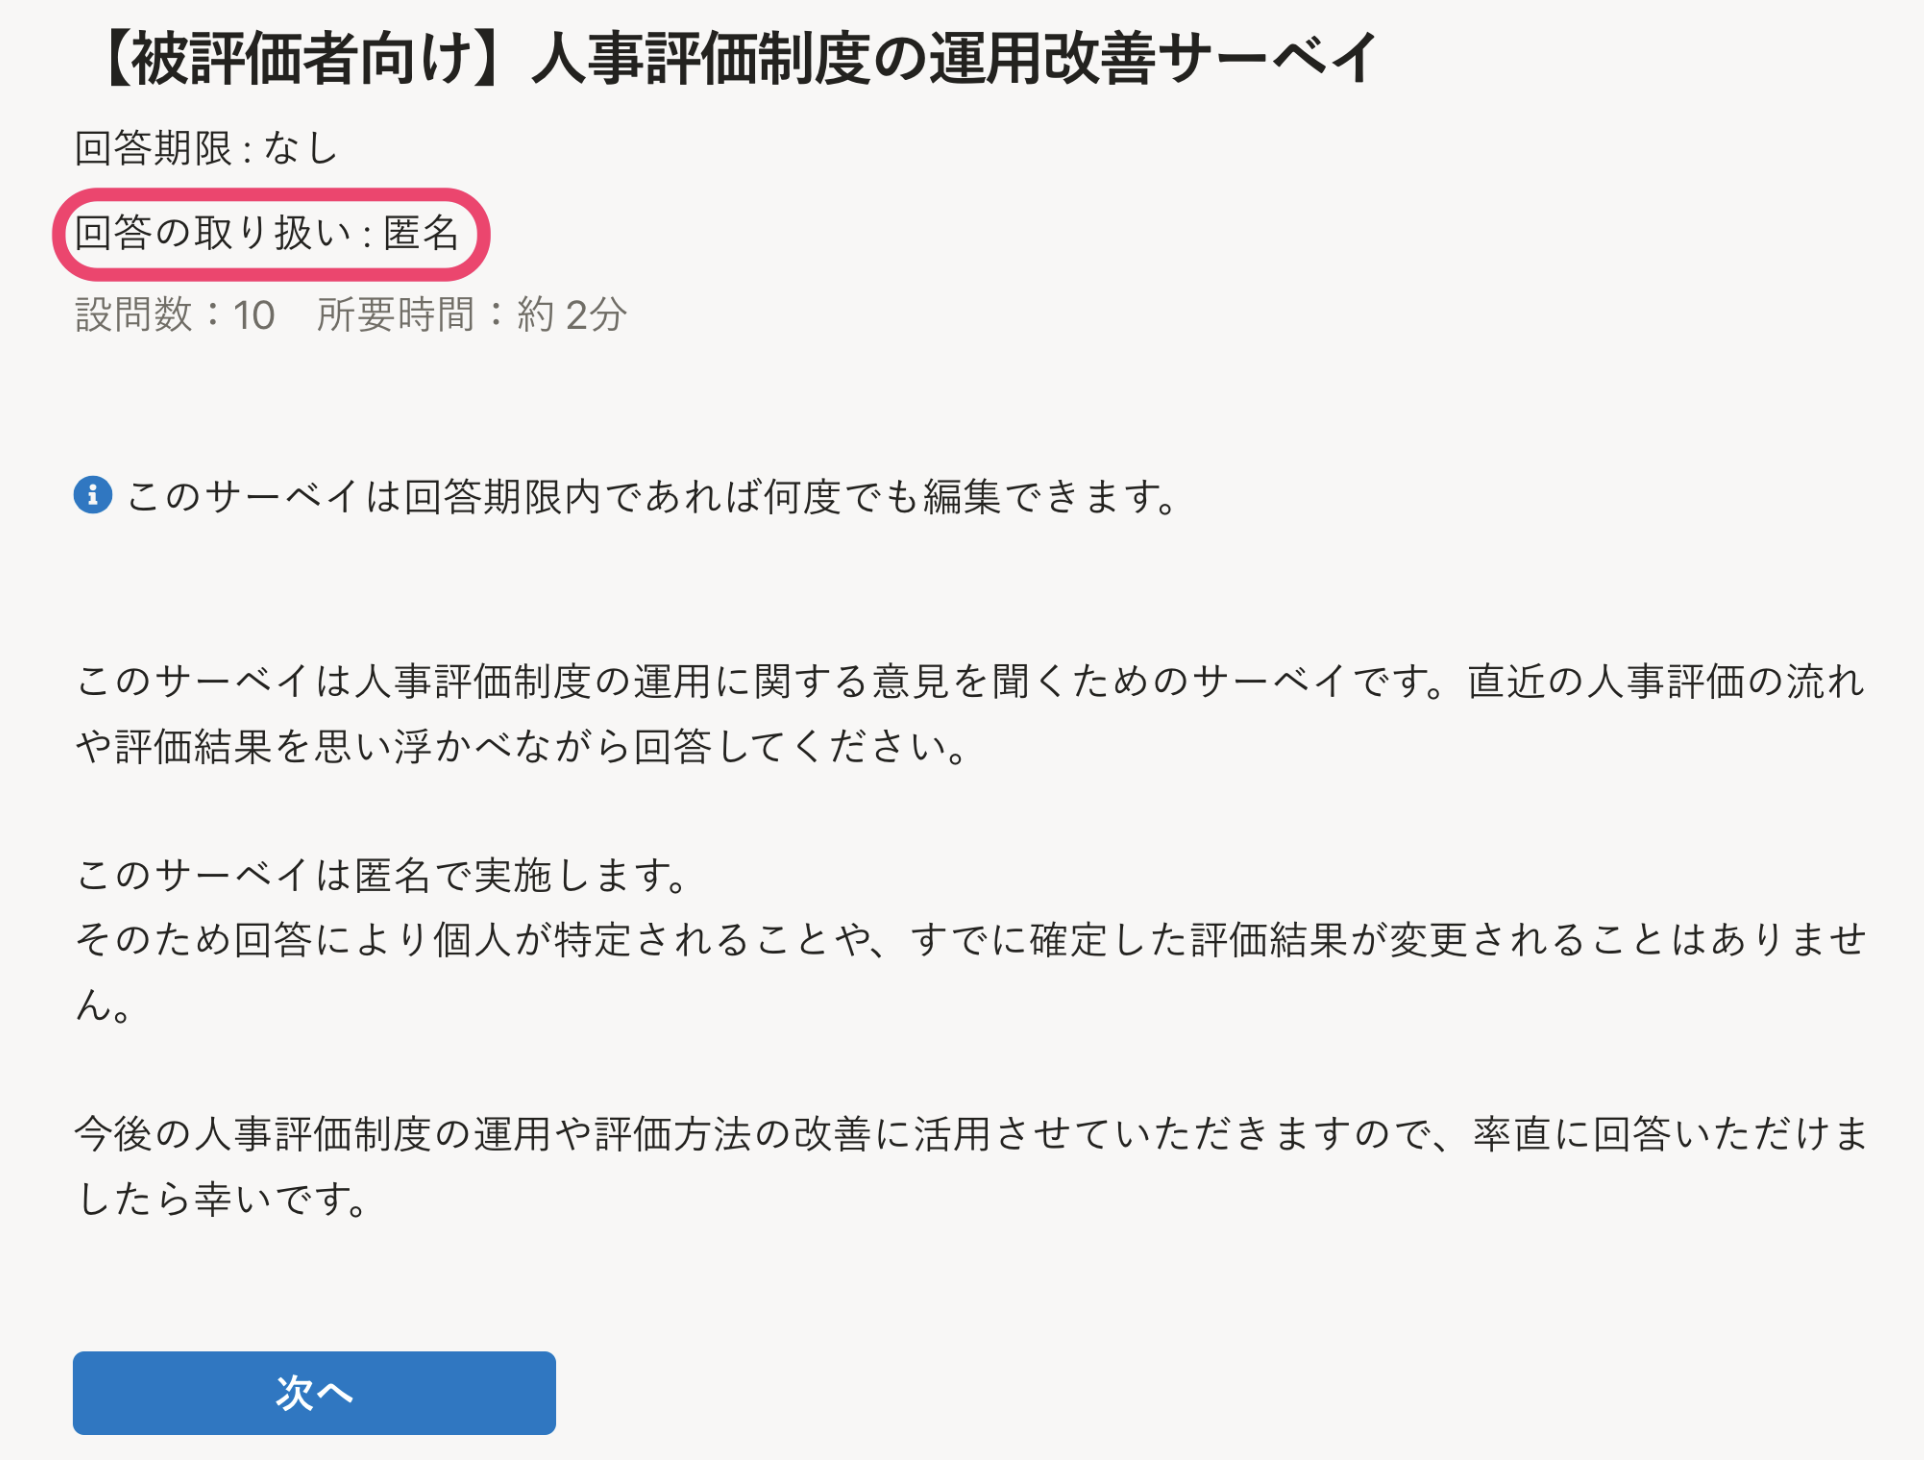 【被評価者向け】人事評価制度の運用改善サーベイ
回答期限 : なし
回答の取り扱い : 匿名
設問数：10　所要時間：約 2分
このサーベイは回答期限内であれば何度でも編集できます。
このサーベイは人事評価制度の運用に関する意見を聞くためのサーベイです。直近の人事評価の流れ
や評価結果を思い浮かべながら回答してください。
このサーベイは匿名で実施します。
そのため回答により個人が特定されることや、すでに確定した評価結果が変更されることはありませ
ん。
今後の人事評価制度の運用や評価方法の改善に活用させていただきますので、率直に回答いただけま
したら幸いです。
次へ